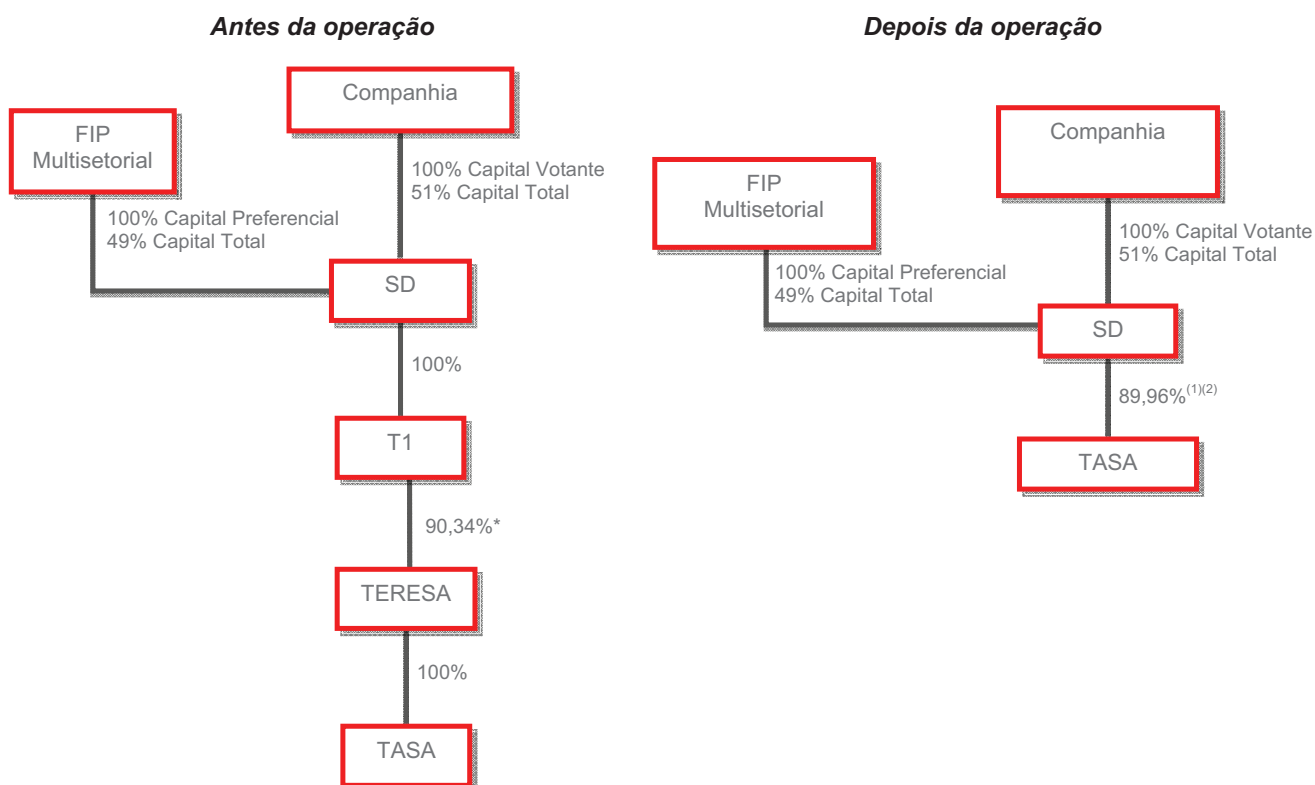 Antes da operação
Companhia
FIP
Multisetorial
100% Capital Votante
51% Capital Total
100% Capital Preferencial
49% Capital Total
SD
100%
T1
90,34%*
TERESA
100%
TASA
Depois da operação
Companhia
FIP
Multisetorial
100% Capital Votante
51% Capital Total
100% Capital Preferencial
49% Capital Total
SD
89,96%(1)(2)
TASA